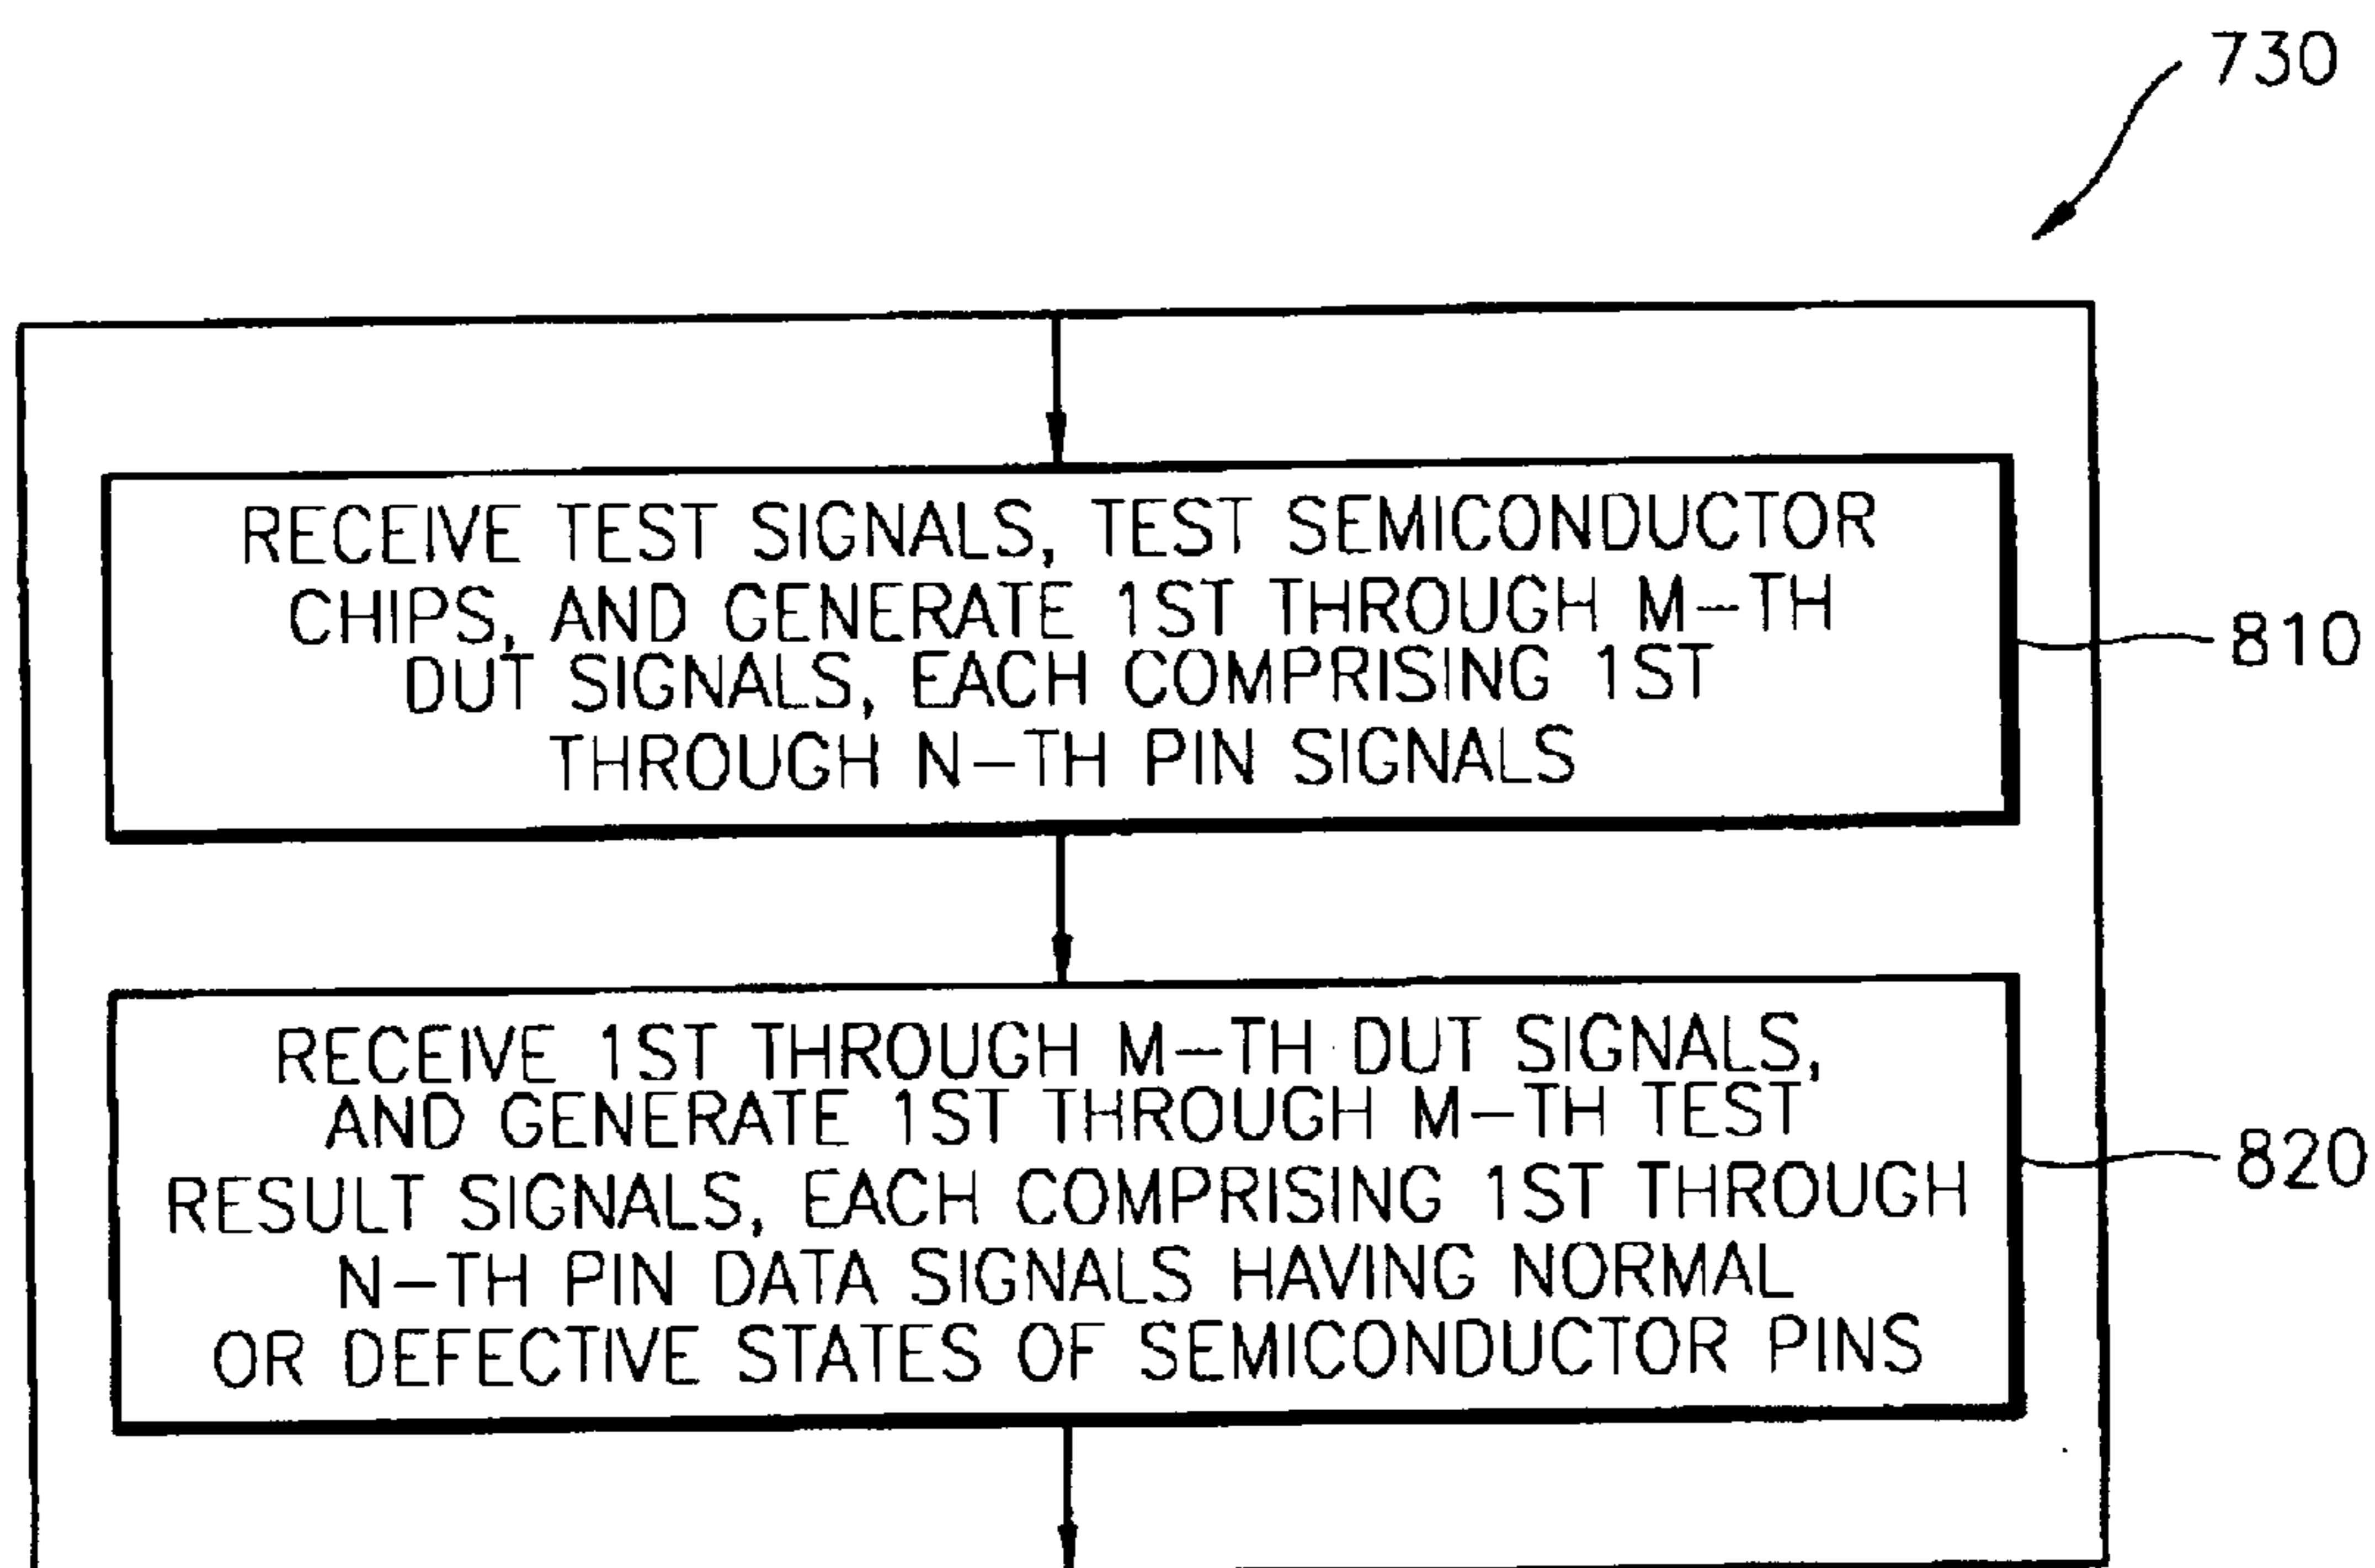 730
RECEIVE TEST SIGNALS, TEST SEMICONDUCTOR
CHIPS, AND GENERATE 1ST THROUGH M-TH
DUT SIGNALS, EACH COMPRISING 1ST
THROUGH N-TH PIN SIGNALS
810
RECEIVE 1ST THROUGH M-TH DUT SIGNALS,
AND GENERATE 1ST THROUGH M-TH TEST
RESULT SIGNALS, EACH COMPRISING 1ST THROUGH
N-TH PIN DATA SIGNALS HAVING NORMAL
OR DEFECTIVE STATES OF SEMICONDUCTOR PINS
820